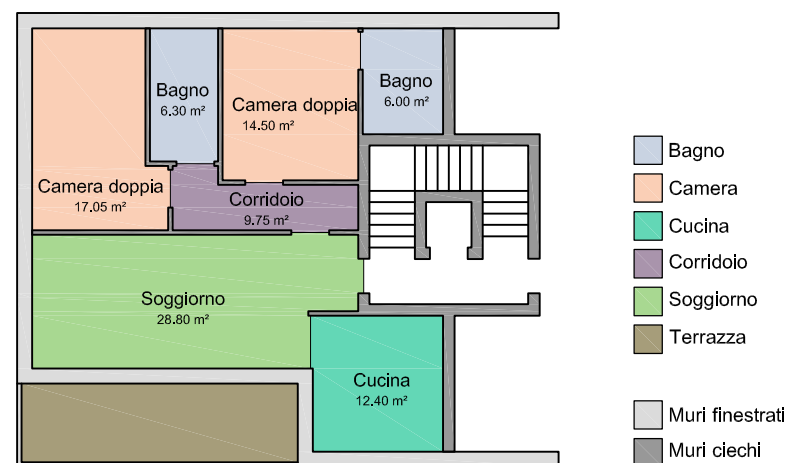 Bagno
6.30 m²
Camera doppia
14.50 m²
Bagno
6.00 m²
Camera doppia
17.05 m²
Corridoio
9.75 m²
Soggiorno
28.80 m²
Cucina
12.40 m²
Bagno
Camera
Cucina
Corridoio
Soggiorno
Terrazza
Muri finestrati
Muri ciechi